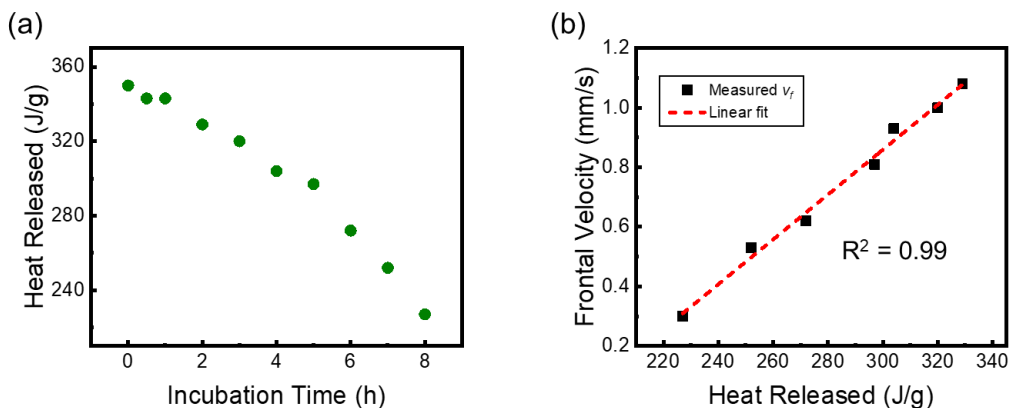 (a)
360
320
280
240
Heat Released (J/g)
0
2
4
6
8
Incubation Time (h)
(b)
1.2
1.0
0.8
0.6
0.4
0.2
Frontal Velocity (mm/s)
Measured v_f
Linear fit
R² = 0.99
220
240
260
280
300
320
340
Heat Released (J/g)